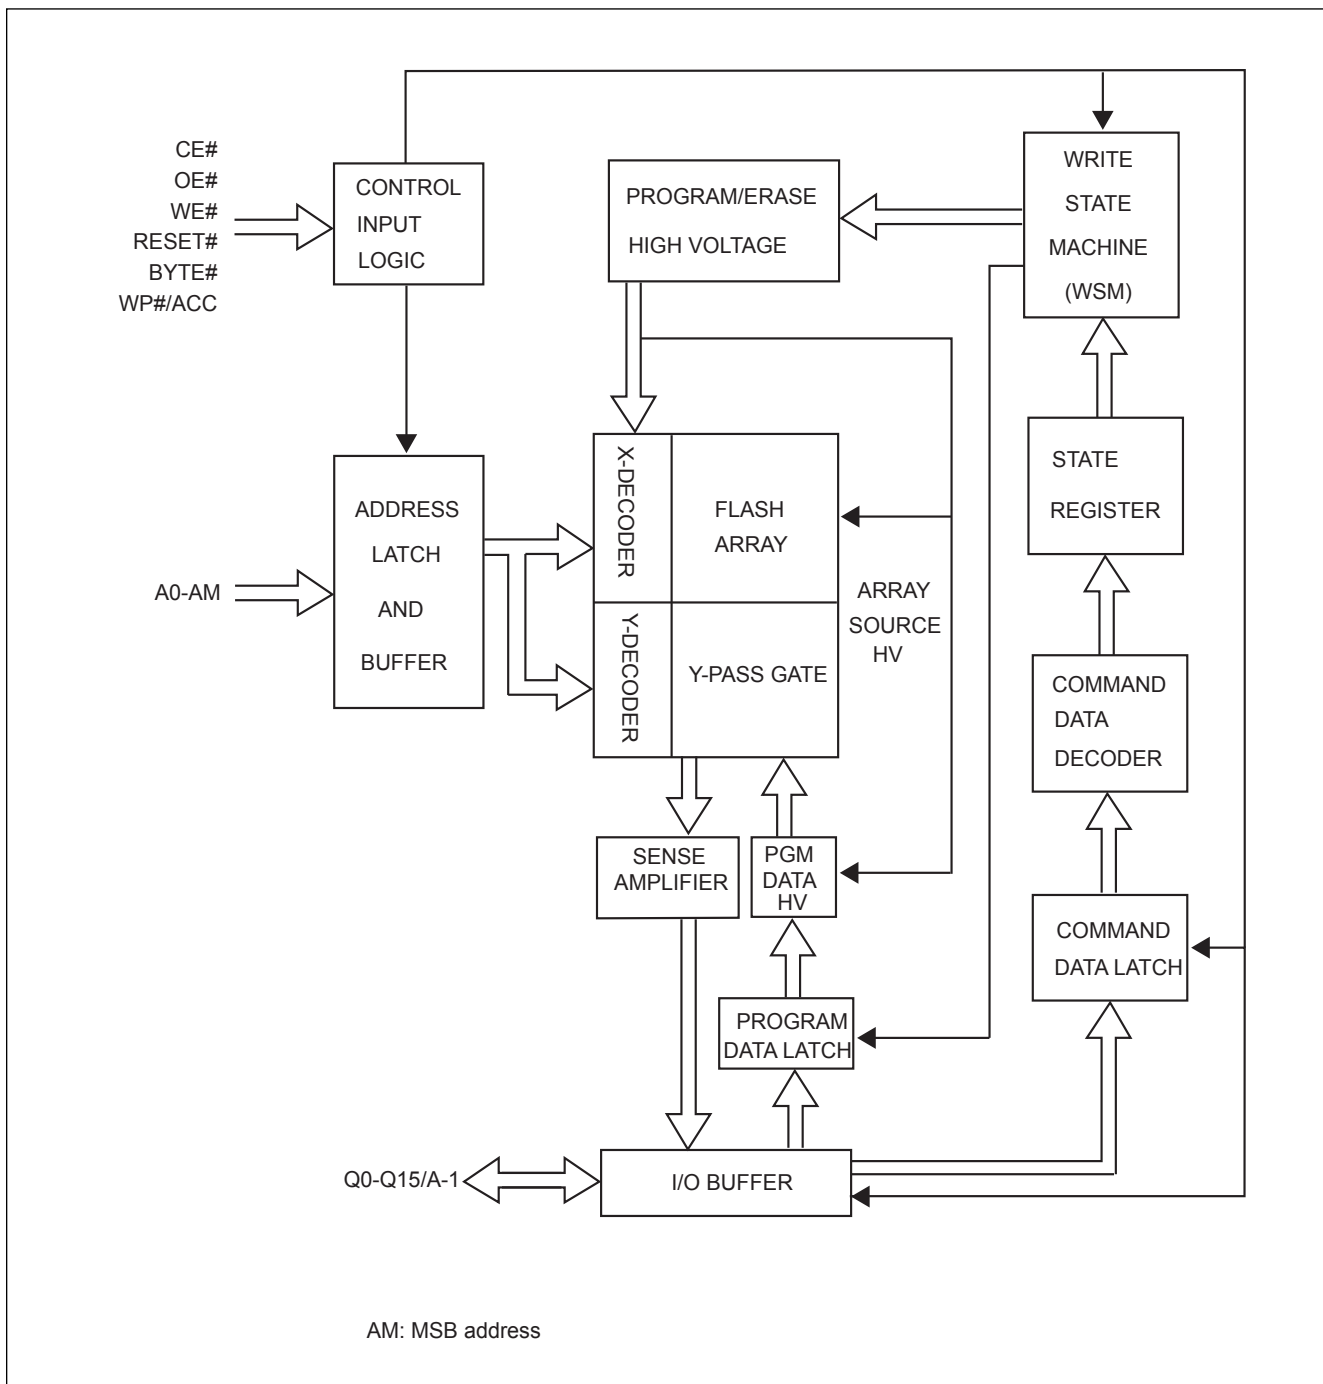 CE#
OE#
WE#
RESET#
BYTE#
WP#/ACC
CONTROL
INPUT
LOGIC
PROGRAM/ERASE
HIGH VOLTAGE
WRITE
STATE
MACHINE
(WSM)
STATE
REGISTER
A0-AM
ADDRESS
LATCH
AND
BUFFER
X-DECODER
FLASH
ARRAY
Y-DECODER
Y-PASS GATE
ARRAY
SOURCE
HV
COMMAND
DATA
DECODER
SENSE
AMPLIFIER
PGM
DATA
HV
COMMAND
DATA LATCH
PROGRAM
DATA LATCH
Q0-Q15/A-1
I/O BUFFER
AM: MSB address